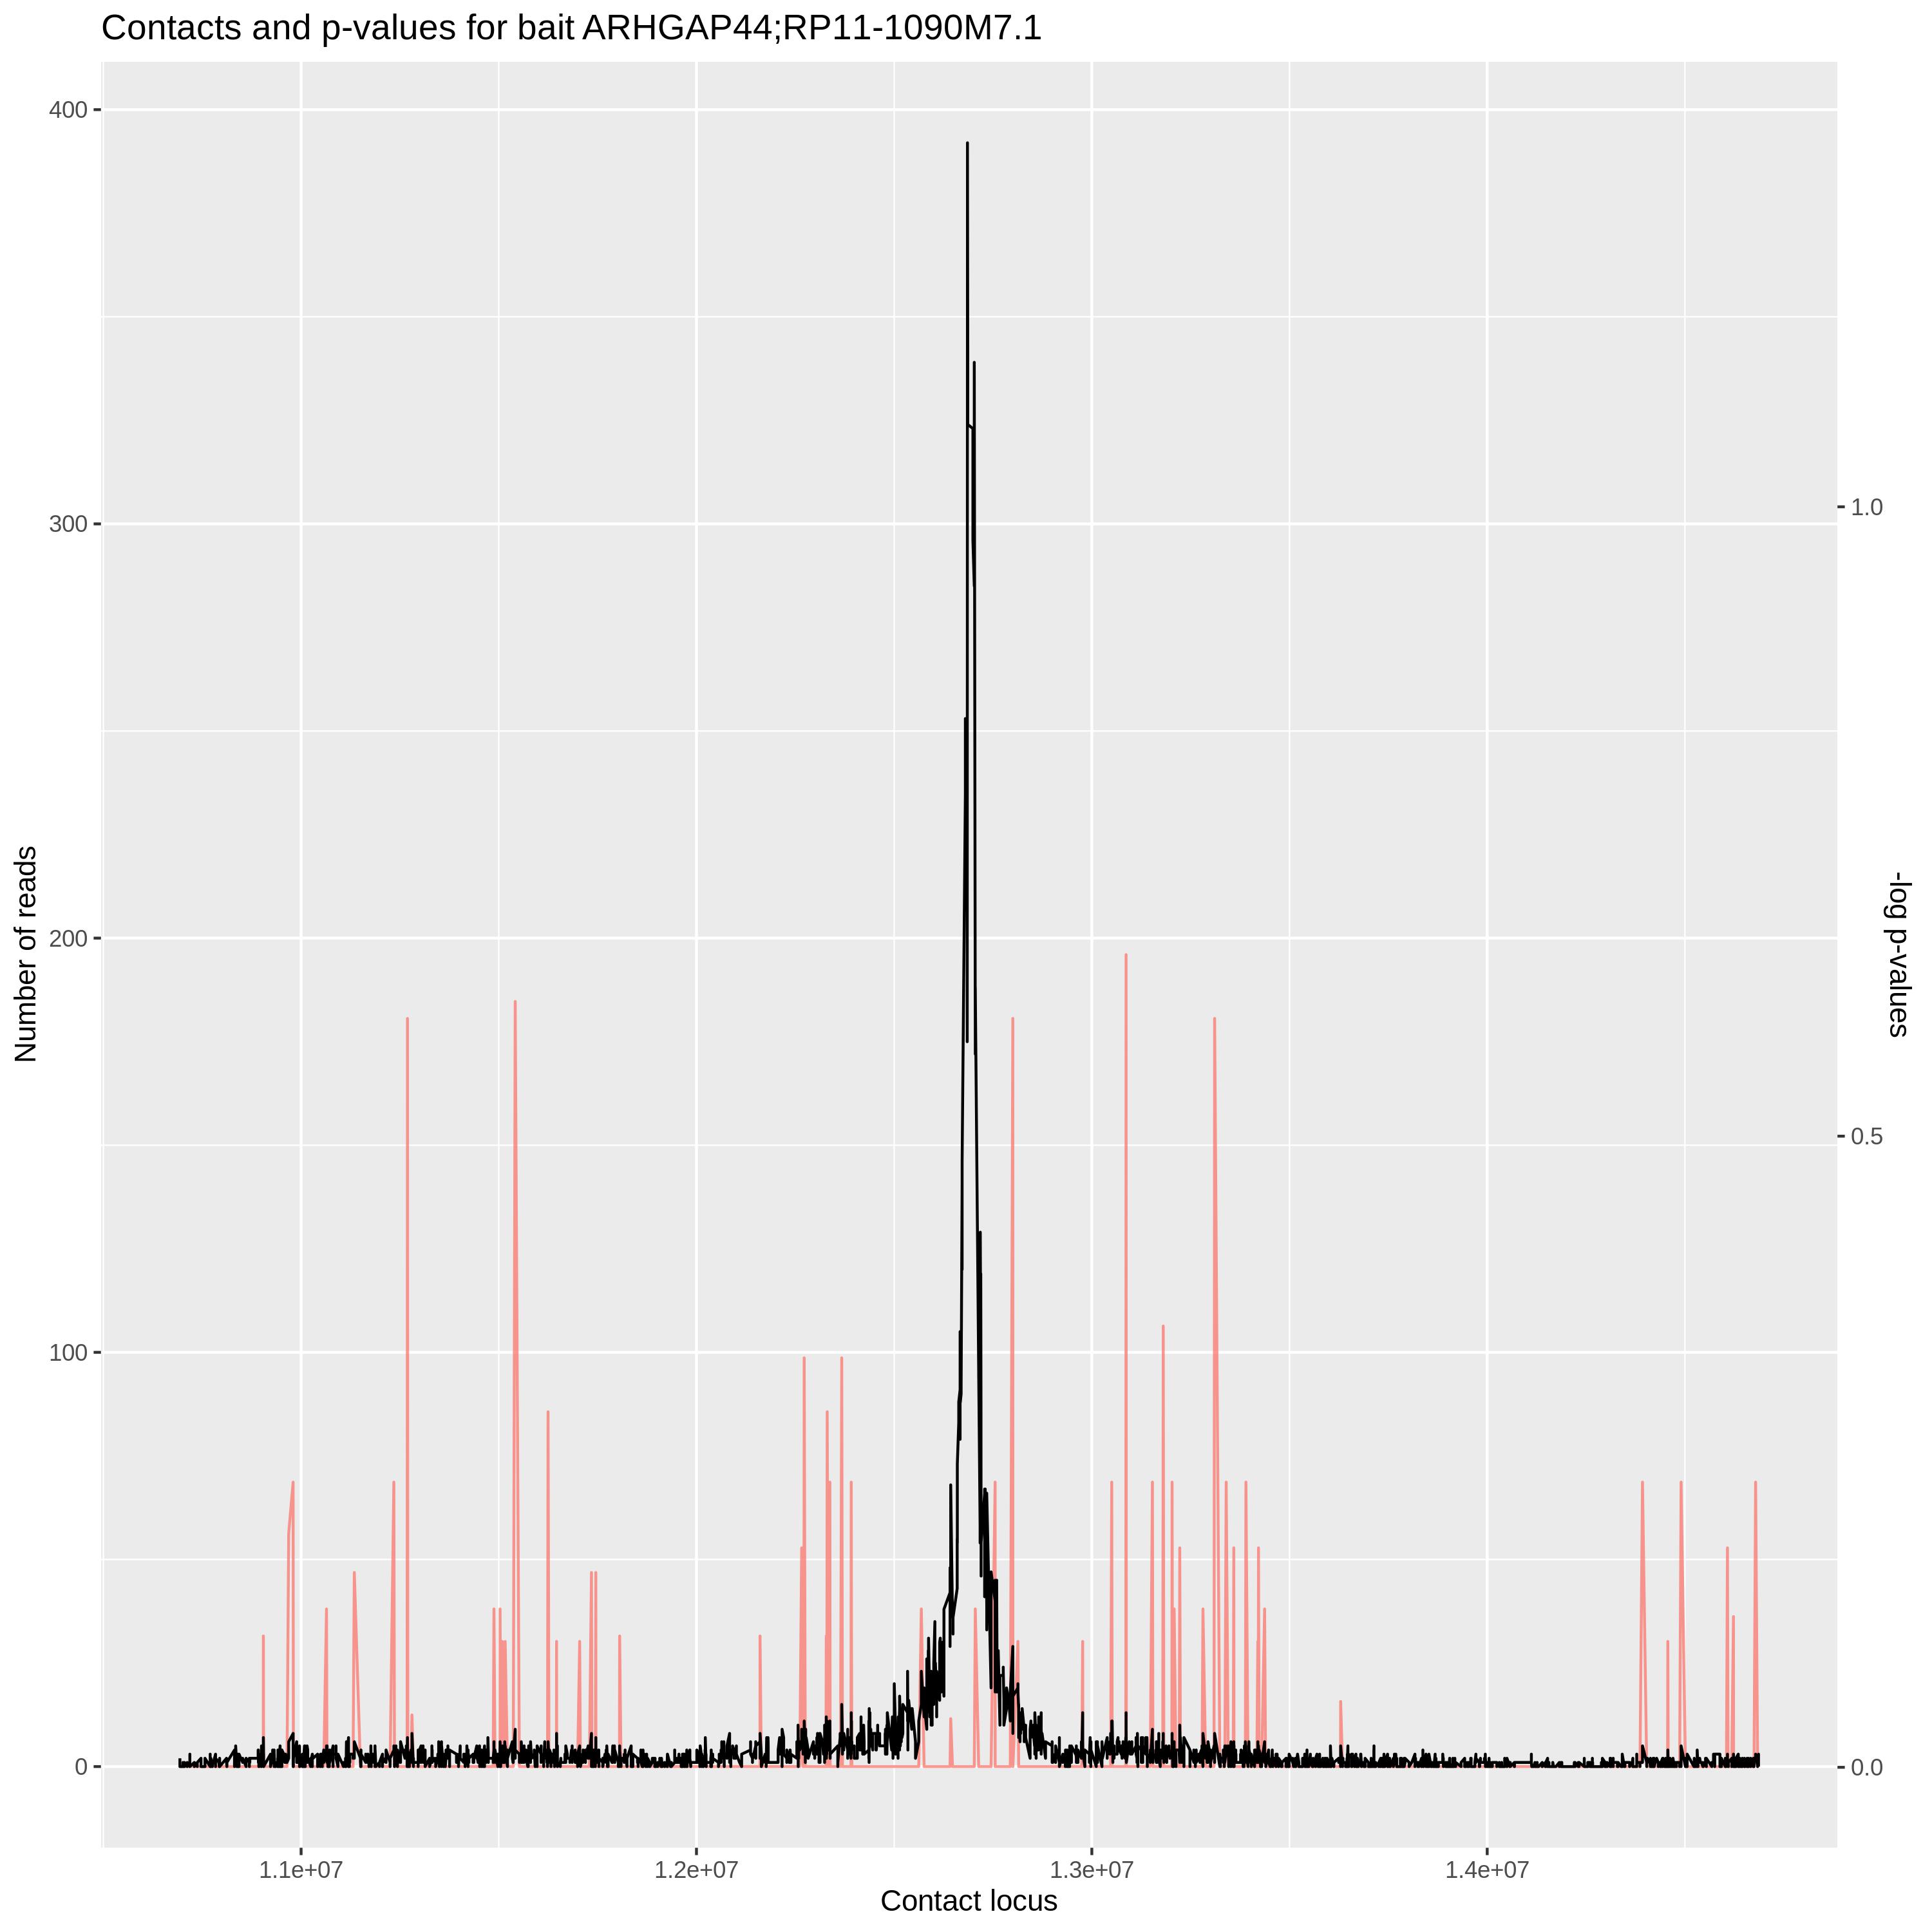 Contacts and p-values for bait ARHGAP44;RP11-1090M7.1
400
300
200
100
0
Number of reads
1.0
0.5
0.0
-log p-values
1.1e+07
1.2e+07
1.3e+07
1.4e+07
Contact locus